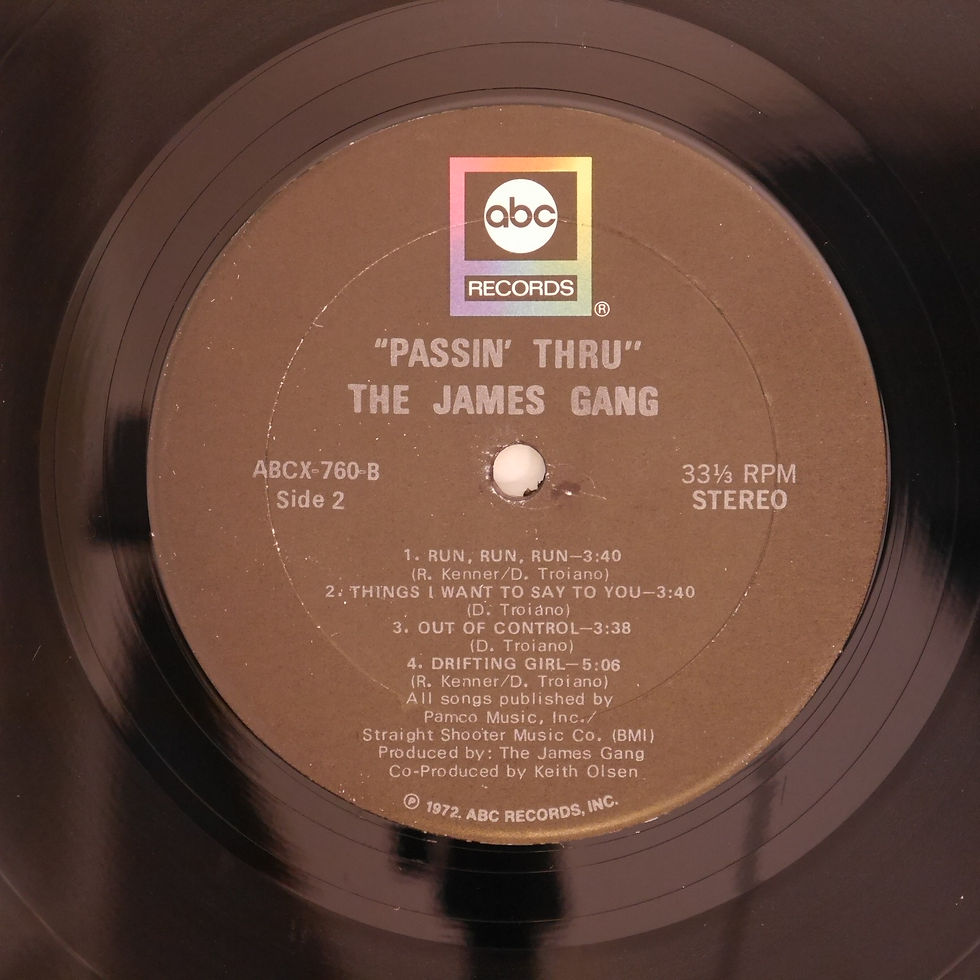 abc
RECORDS
®
"PASSIN' THRU"
THE JAMES GANG
ABCX-760-B
Side 2
33⅓ RPM
STEREO
1. RUN, RUN, RUN—3:40
(R. Kenner/D. Troiano)
2. THINGS I WANT TO SAY TO YOU—3:40
(D. Troiano)
3. OUT OF CONTROL—3:38
(D. Troiano)
4. DRIFTING GIRL—5:06
(R. Kenner/D. Troiano)
All songs published by
Pamco Music, Inc./
Straight Shooter Music Co. (BMI)
Produced by: The James Gang
Co-Produced by Keith Olsen
℗ 1972. ABC RECORDS, INC.